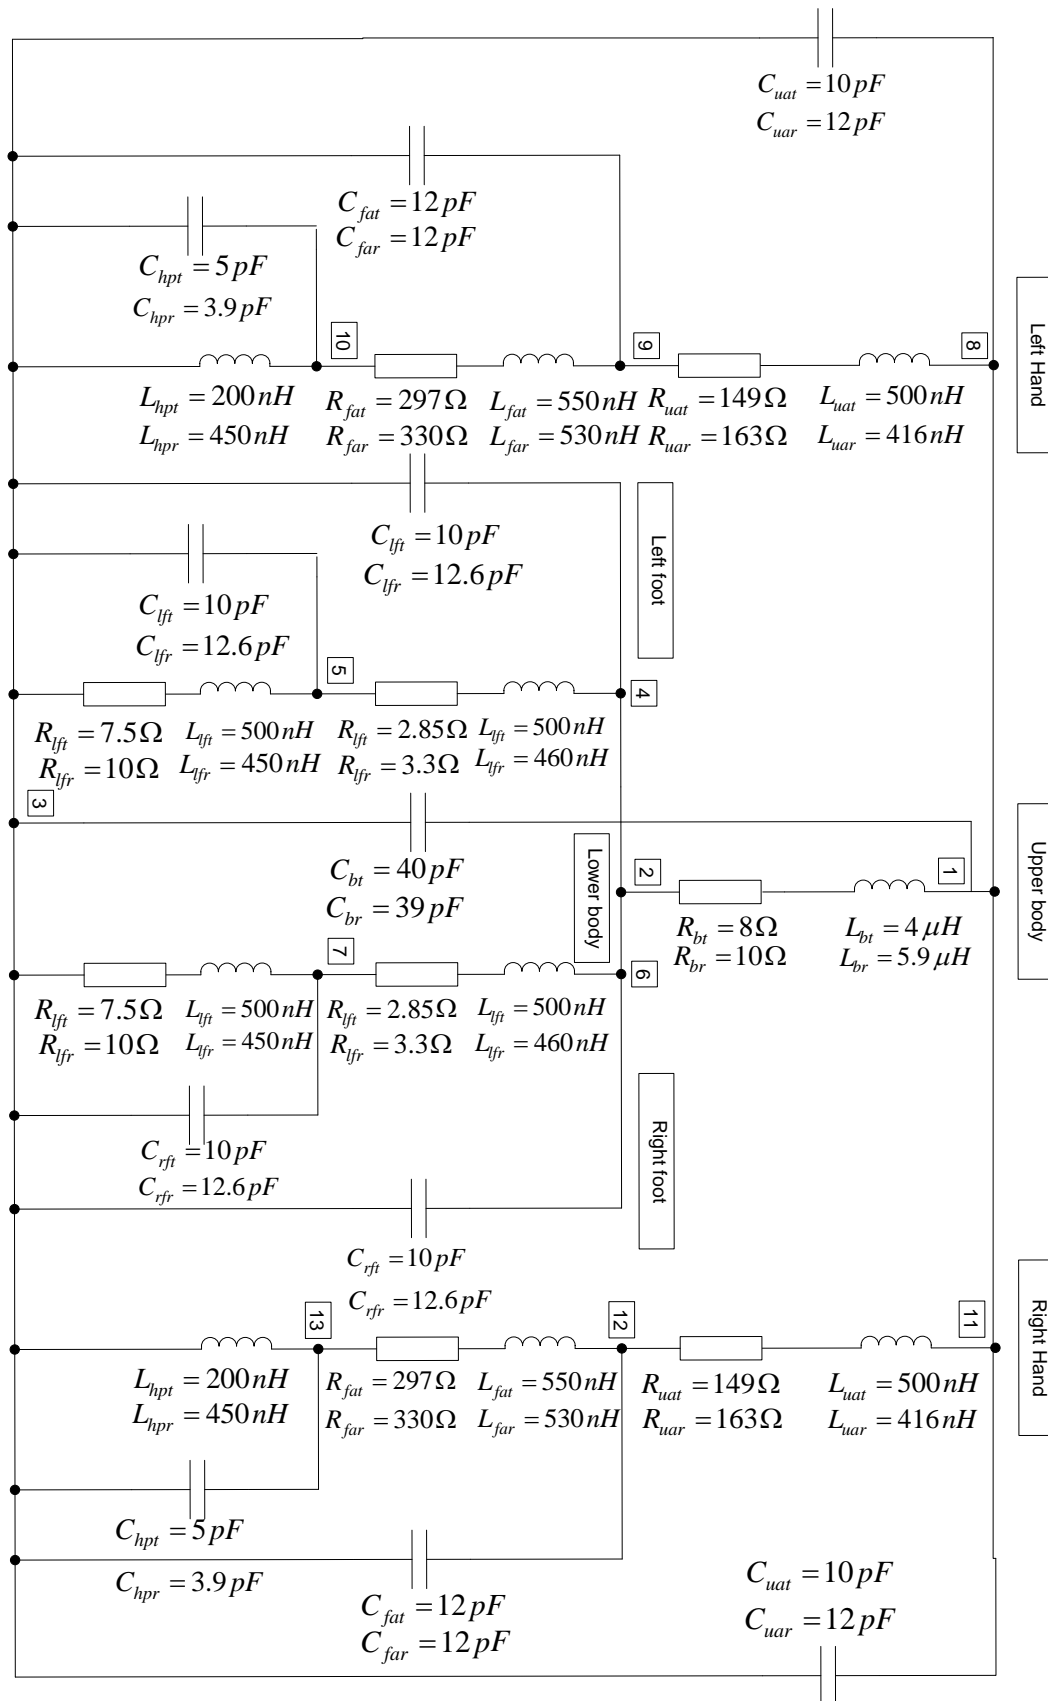 C_uat = 10 pF
C_uar = 12 pF
C_fat = 12 pF
C_far = 12 pF
C_hpt = 5 pF
C_hpr = 3.9 pF
Left Hand
10
9
8
L_hpt = 200 nH
L_hpr = 450 nH
R_fat = 297 Ω
R_far = 330 Ω
L_fat = 550 nH
L_far = 530 nH
R_uat = 149 Ω
R_uar = 163 Ω
L_uat = 500 nH
L_uar = 416 nH
C_lft = 10 pF
C_lfr = 12.6 pF
Left foot
C_lft = 10 pF
C_lfr = 12.6 pF
5
4
R_lft = 7.5 Ω
R_lfr = 10 Ω
L_lft = 500 nH
L_lfr = 450 nH
R_lft = 2.85 Ω
R_lfr = 3.3 Ω
L_lft = 500 nH
L_lfr = 460 nH
3
C_bt = 40 pF
C_br = 39 pF
Lower body
2
1
Upper body
R_bt = 8 Ω
R_br = 10 Ω
L_bt = 4 μH
L_br = 5.9 μH
7
6
R_lft = 7.5 Ω
R_lfr = 10 Ω
L_lft = 500 nH
L_lfr = 450 nH
R_lft = 2.85 Ω
R_lfr = 3.3 Ω
L_lft = 500 nH
L_lfr = 460 nH
C_rft = 10 pF
C_rfr = 12.6 pF
Right foot
C_rft = 10 pF
C_rfr = 12.6 pF
13
12
11
Right Hand
L_hpt = 200 nH
L_hpr = 450 nH
R_fat = 297 Ω
R_far = 330 Ω
L_fat = 550 nH
L_far = 530 nH
R_uat = 149 Ω
R_uar = 163 Ω
L_uat = 500 nH
L_uar = 416 nH
C_hpt = 5 pF
C_hpr = 3.9 pF
C_fat = 12 pF
C_far = 12 pF
C_uat = 10 pF
C_uar = 12 pF